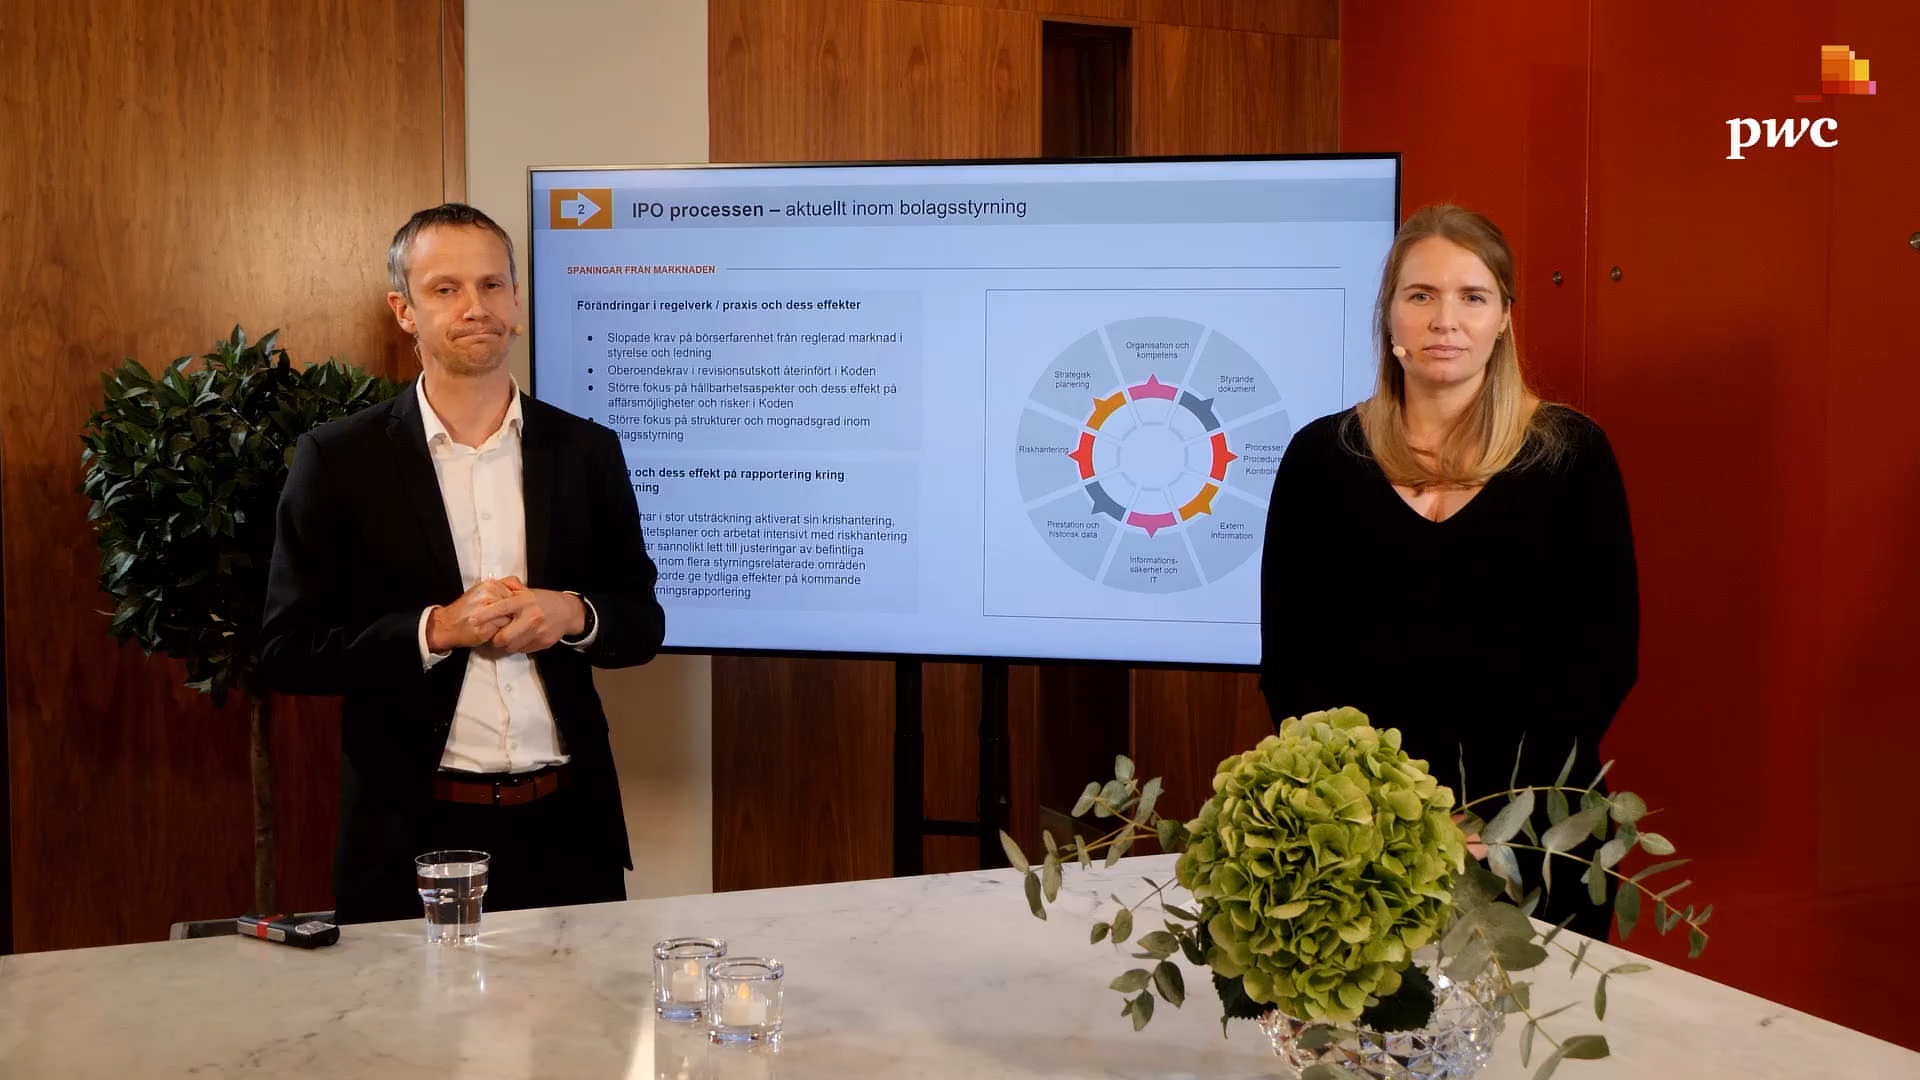 pwc
2
IPO processen – aktuellt inom bolagsstyrning
SPANINGAR FRÅN MARKNADEN
Förändringar i regelverk / praxis och dess effekter
Slopade krav på börserfarenhet från reglerad marknad i
styrelse och ledning
Oberoendekrav i revisionsutskott återinfört i Koden
Större fokus på hållbarhetsaspekter och dess effekt på
affärsmöjligheter och risker i Koden
Större fokus på strukturer och mognadsgrad inom
bolagsstyrning
och dess effekt på rapportering kring
har i stor utsträckning aktiverat sin krishantering,
och arbetat intensivt med riskhantering
sannolikt lett till justeringar av befintliga
inom flera styrningsrelaterade områden
borde ge tydliga effekter på kommande
Organisation och
kompetens
Styrande
dokument
Processer
Procedurer
Kontroller
Extern
information
Informations-
säkerhet och
IT
Prestation och
historisk data
Riskhantering
Strategisk
planering